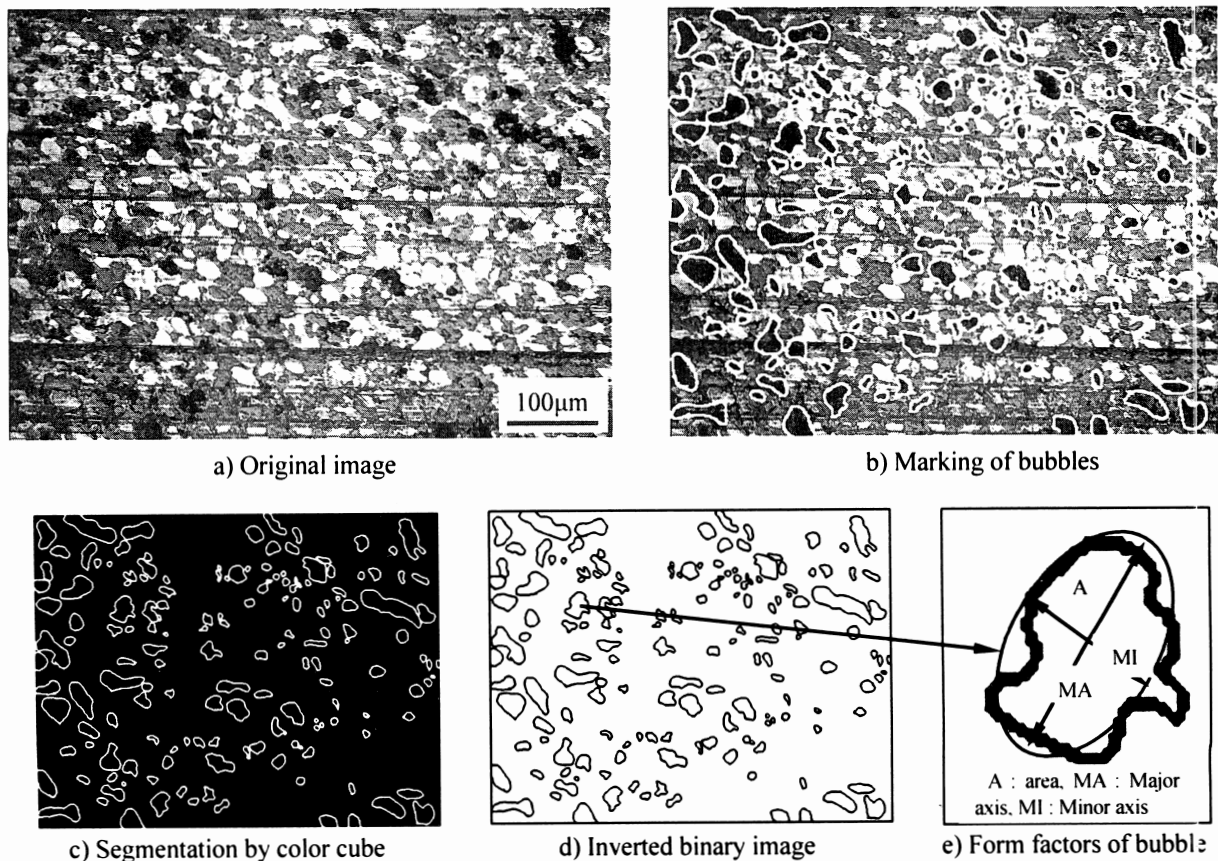 100μm
a) Original image
b) Marking of bubbles
A
MI
MA
A : area, MA : Major
axis, MI : Minor axis
c) Segmentation by color cube
d) Inverted binary image
e) Form factors of bubble